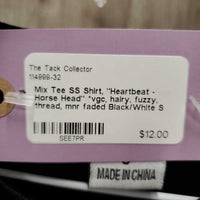 The Tack Collector
114999-32
Mix Tee SS Shirt, "Heartbeat -
Horse Head" *vgc, hairy, fuzzy,
thread, mnr faded Black/White S
SEE7PR
$12.00
MADE IN CHINA